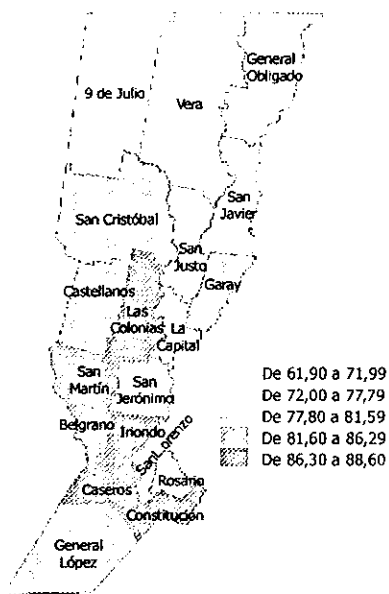 General
Obligado
9 de Julio
Vera
San
Javier
San Cristóbal
San
Justo
Garay
Castellanos
Las
Colonias
La
Capital
San
Martín
San
Jerónimo
De 61,90 a 71,99
De 72,00 a 77,79
De 77,80 a 81,59
De 81,60 a 86,29
De 86,30 a 88,60
Belgrano
Iriondo
San Lorenzo
Caseros
Rosario
Constitución
General
López